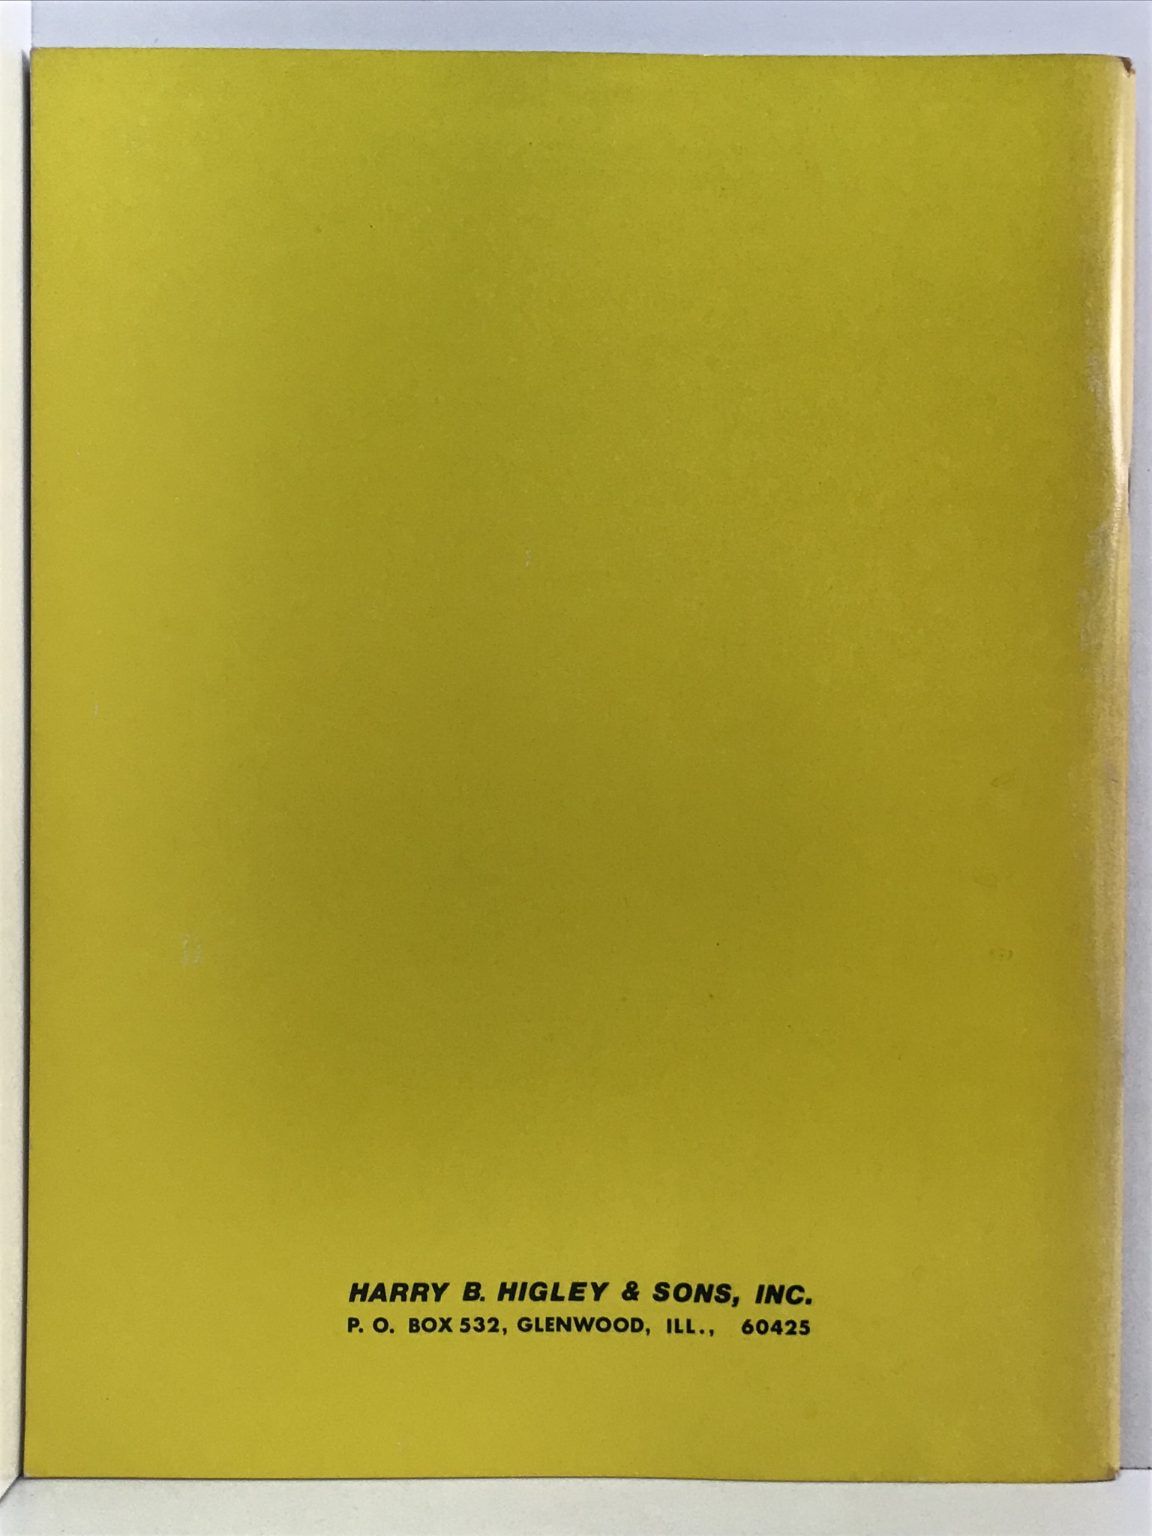 HARRY B. HIGLEY & SONS, INC.
P. O. BOX 532, GLENWOOD, ILL., 60425